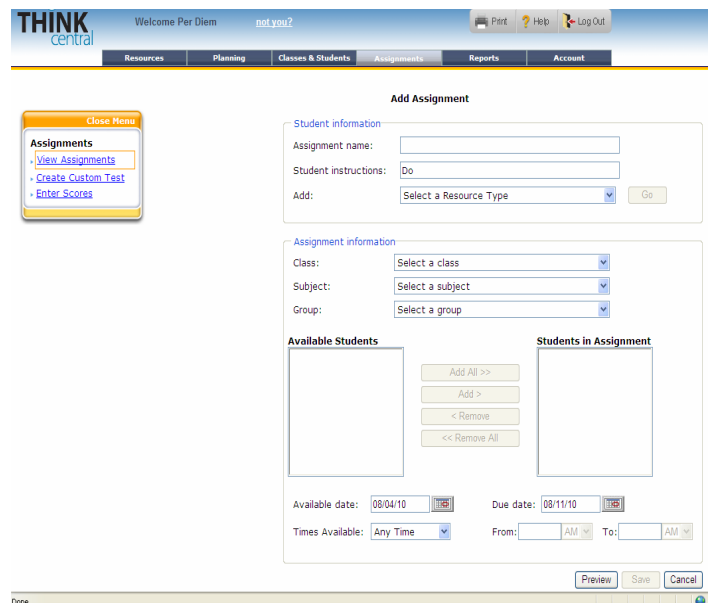 THINK
central
Welcome Per Diem not you? Print Help Log Out
Resources Planning Classes & Students Assignments Reports Account
Add Assignment
Close Menu
Assignments
View Assignments
Create Custom Test
Enter Scores
Student information
Assignment name:
Student instructions: Do
Add: Select a Resource Type Go
Assignment information
Class: Select a class
Subject: Select a subject
Group: Select a group
Available Students Students in Assignment
Add All >>
Add >
< Remove
<< Remove All
Available date: 08/04/10 Due date: 08/11/10
Times Available: Any Time From: AM To: AM
Preview Save Cancel
Done